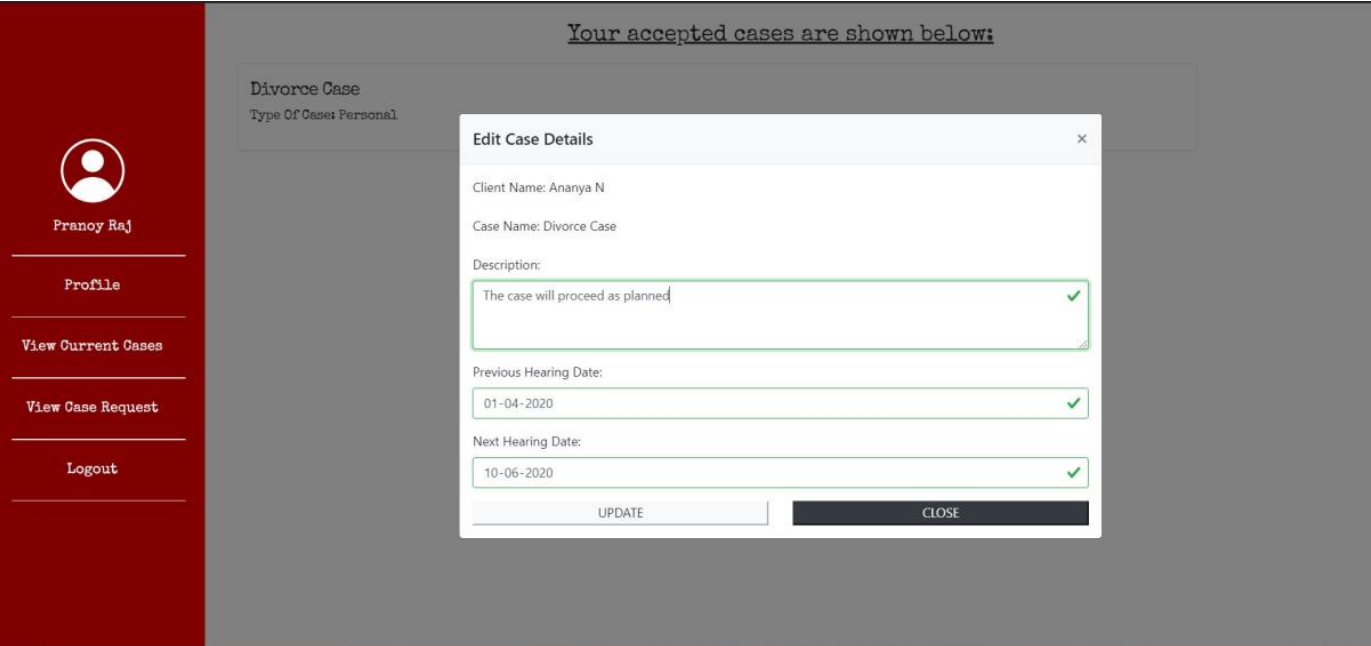 Your accepted cases are shown below:
Divorce Case
Type Of Case: Personal
Pranoy Raj
Profile
View Current Cases
View Case Request
Logout
Edit Case Details
×
Client Name: Ananya N
Case Name: Divorce Case
Description:
The case will proceed as planned
Previous Hearing Date:
01-04-2020
Next Hearing Date:
10-06-2020
UPDATE
CLOSE